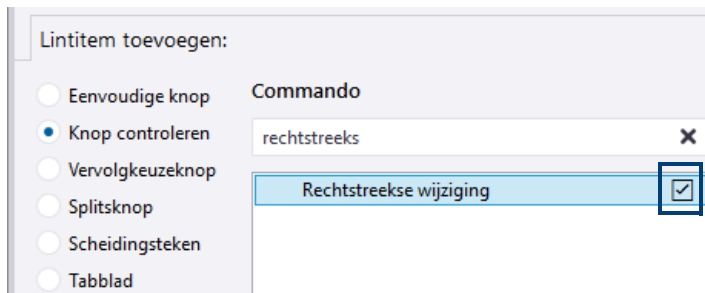 Lintitem toevoegen:
Eenvoudige knop
Knop controleren
Vervolgkeuzeknop
Splitsknop
Scheidingsteken
Tabblad
Commando
rechtstreeks
Rechtstreekse wijziging